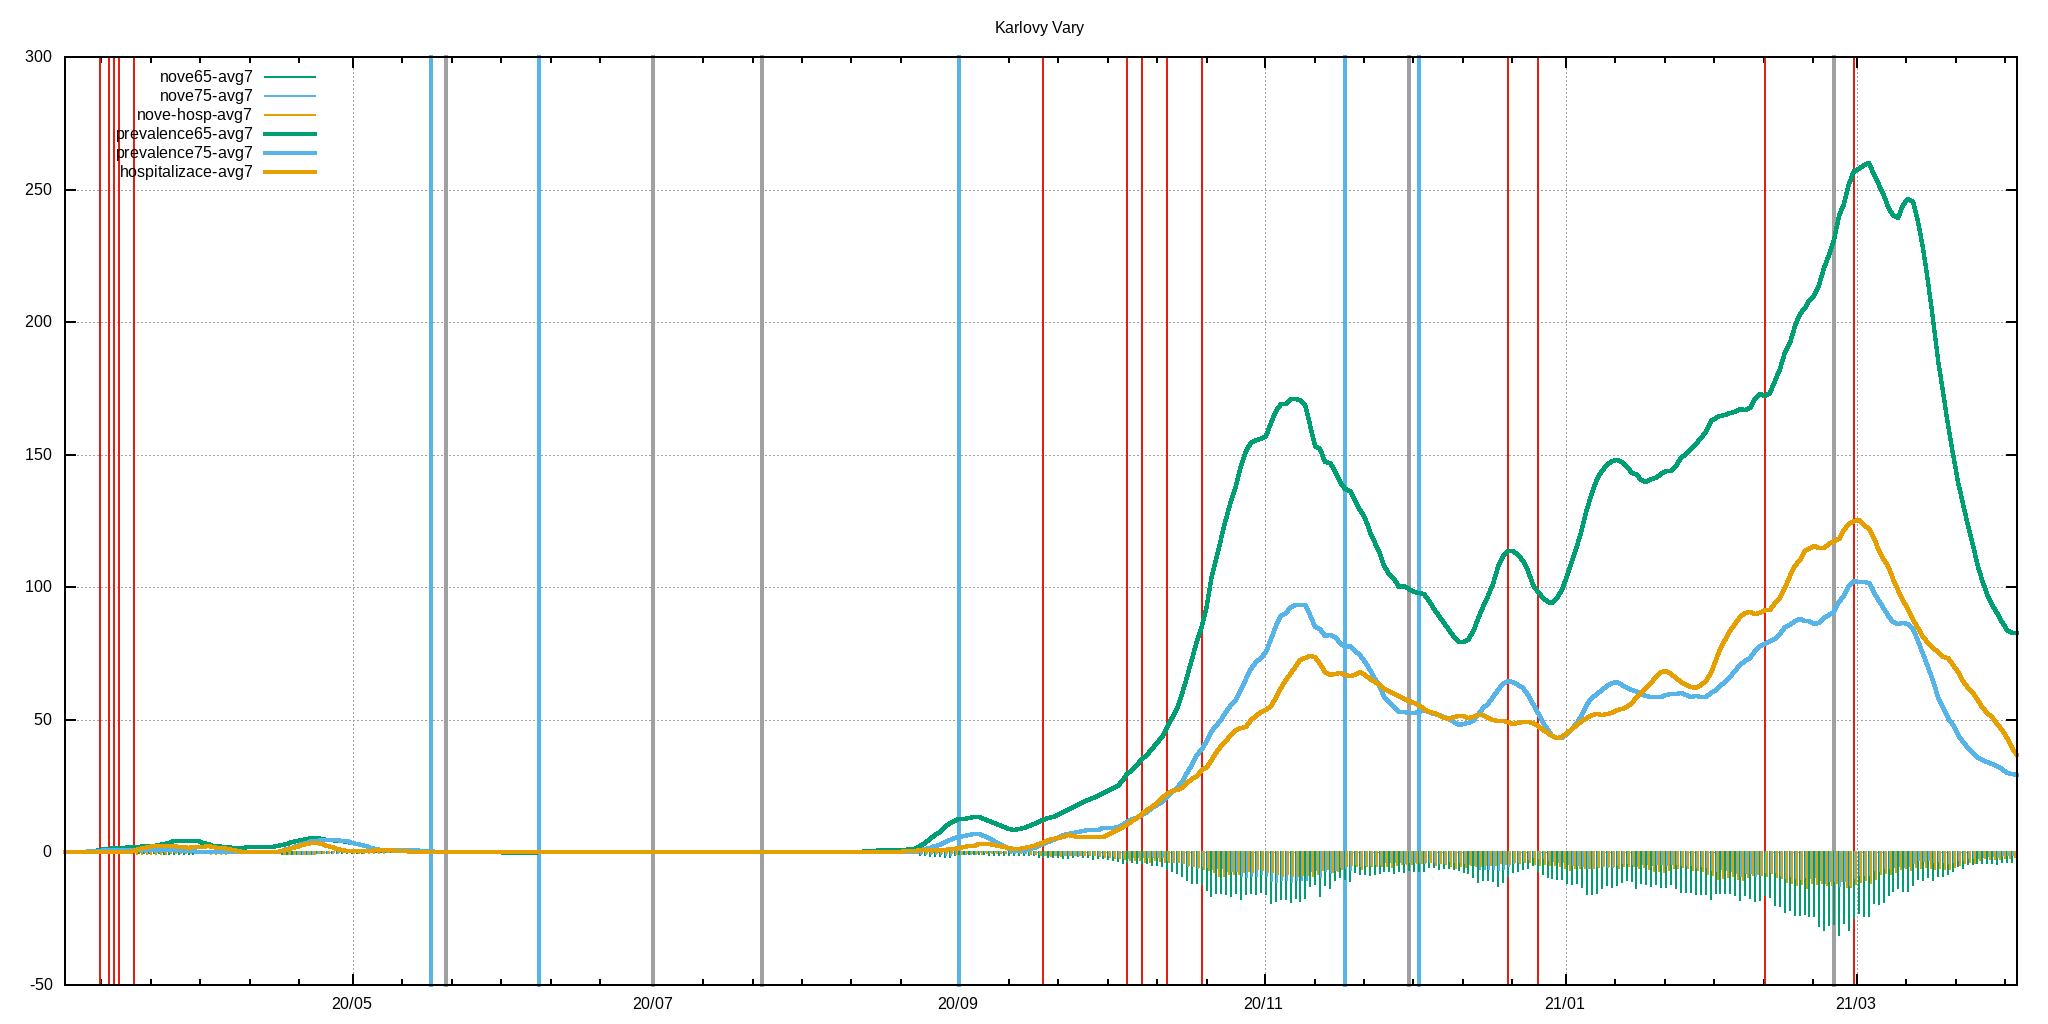 Karlovy Vary
300
250
200
150
100
50
0
-50
nove65-avg7
nove75-avg7
nove-hosp-avg7
prevalence65-avg7
prevalence75-avg7
hospitalizace-avg7
20/05
20/07
20/09
20/11
21/01
21/03